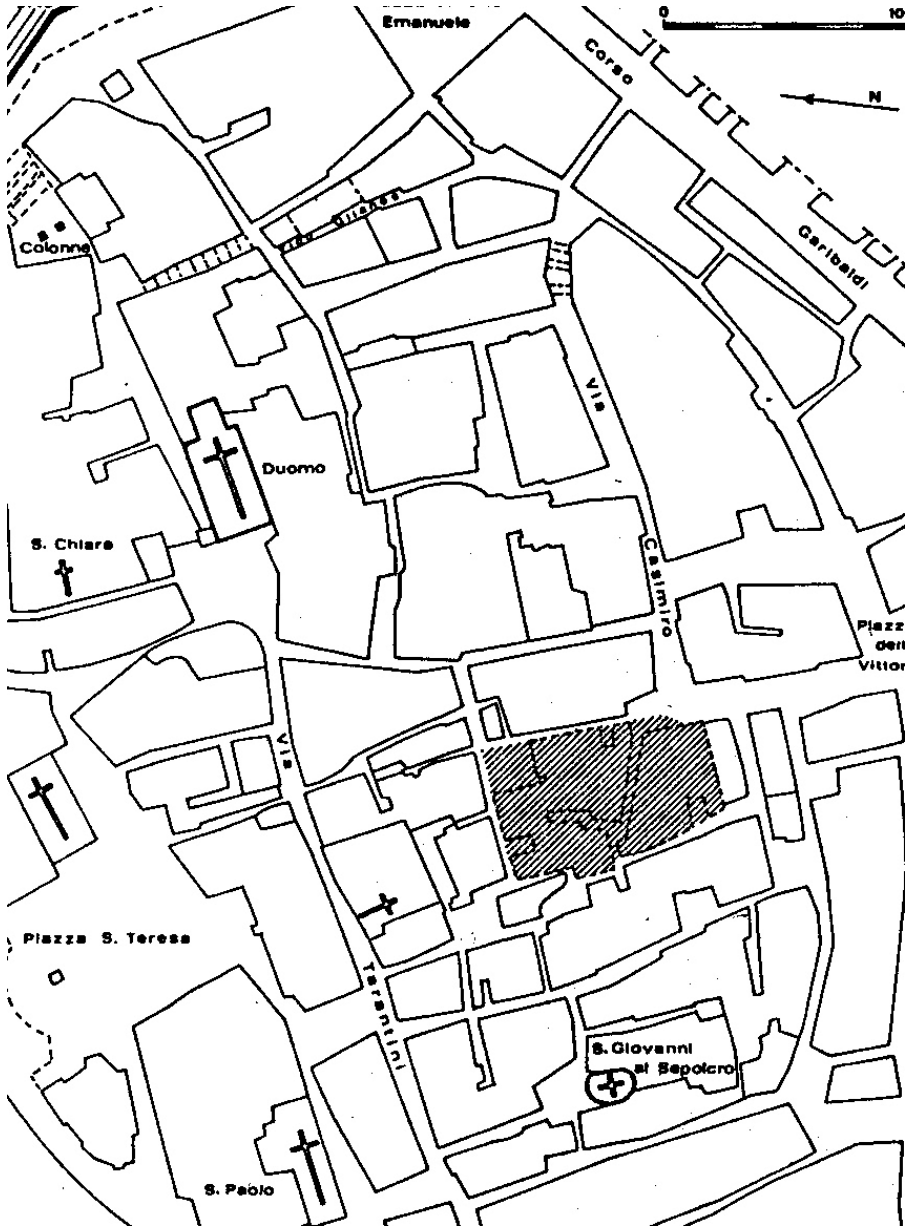 Emanuele
0
10
Corso
N
Garibaldi
Colonne
Via
Duomo
S. Chiara
Casimiro
Piazz
dell
Vittor
Via
Piazza S. Teresa
Tarantini
S. Giovanni
al Sepolcro
S. Paolo